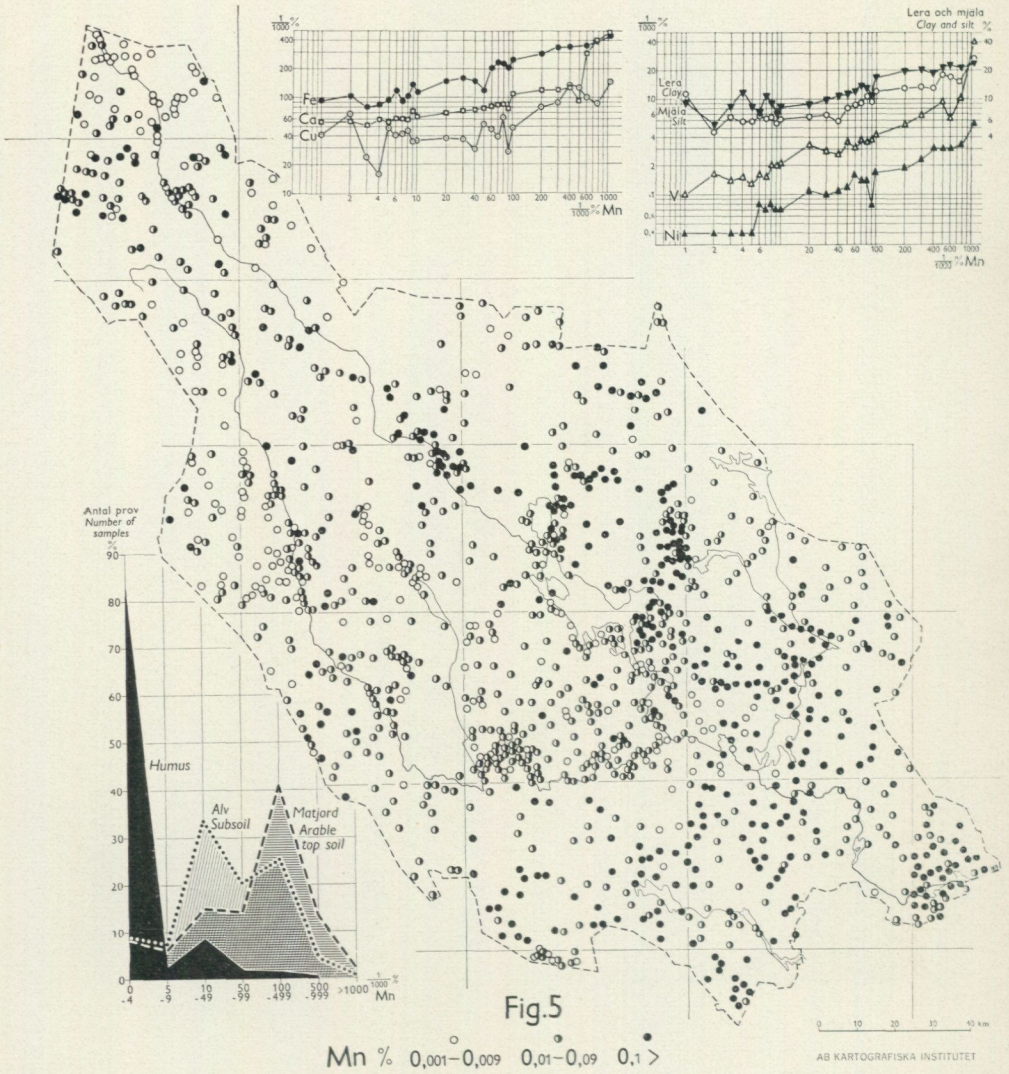 1/1000 %
400
200
100
60
40
20
10
Fe
Ca
Cu
1 2 4 6 10 20 40 60 100 200 400 600 1000
1/1000 % Mn
Lera och mjäla
Clay and silt %
1/1000 %
40
20
10
6
4
2
1
0,6
0,4
40
20
10
6
4
Lera
Clay
Mjäla
Silt
V
Ni
1 2 4 6 20 40 60 100 200 400 600 1000
1/1000 % Mn
Antal prov
Number of
samples
%
90
80
70
60
50
40
30
20
10
0
Humus
Alv
Subsoil
Matjord
Arable
top soil
0 5 10 50 100 500 >1000 1/1000 %
-4 -9 -49 -99 -499 -999 Mn
Fig.5
Mn % 0,001–0,009 0,01–0,09 0,1 >
0 10 20 30 40 km
AB KARTOGRAFISKA INSTITUTET